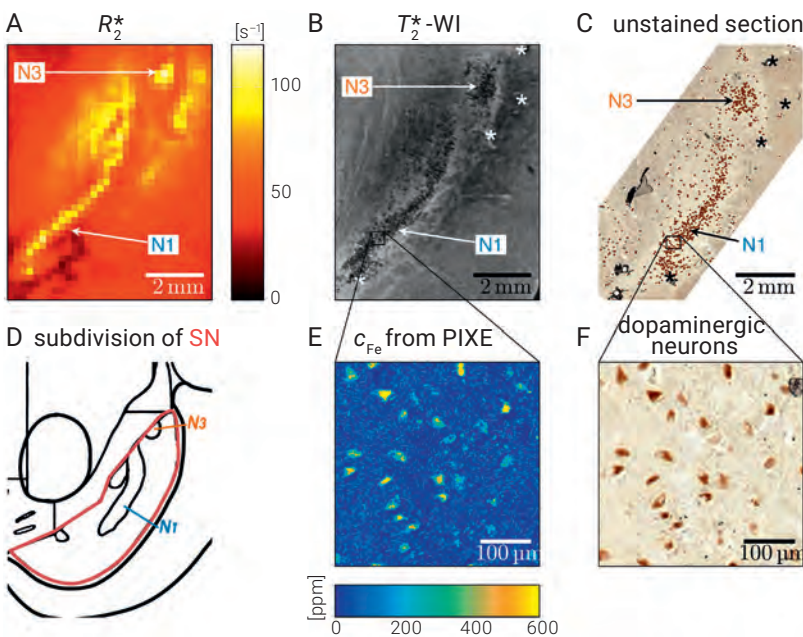 A
R₂*
[s⁻¹]
B
T₂*-WI
C unstained section
N3
N1
2 mm
100
50
0
N3
N1
2 mm
*
*
*
*
N3
N1
2 mm
*
*
*
*
D subdivision of SN
N3
N1
E c_Fe from PIXE
100 µm
[ppm]
0 200 400 600
F dopaminergic
neurons
100 µm